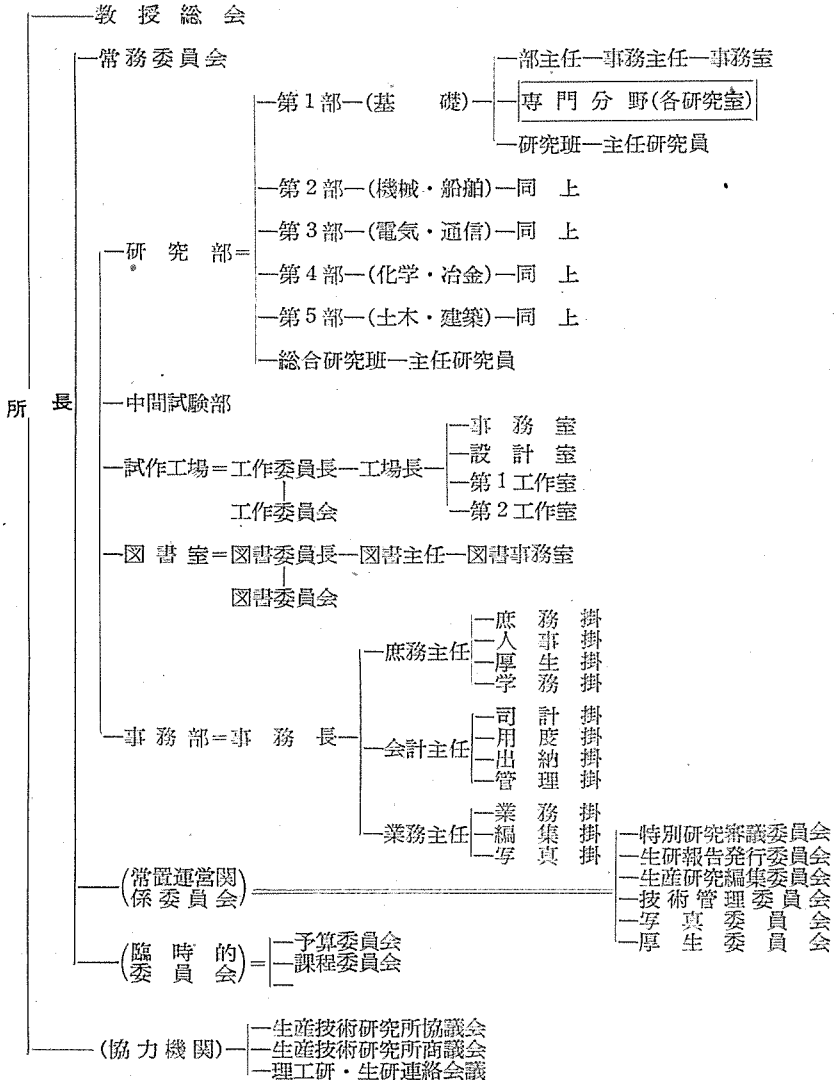 教授総会
常務委員会
部主任―事務主任―事務室
第1部―(基礎)
専門分野(各研究室)
研究班―主任研究員
第2部―(機械・船舶)―同上
第3部―(電気・通信)―同上
研究部=
第4部―(化学・冶金)―同上
第5部―(土木・建築)―同上
総合研究班―主任研究員
所長
中間試験部
事務室
設計室
試作工場=工作委員長―工場長
第1工作室
工作委員会
第2工作室
図書室=図書委員長―図書主任―図書事務室
図書委員会
庶務掛
人事掛
庶務主任
厚生掛
学務掛
司計掛
事務部=事務長
用度掛
会計主任
出納掛
管理掛
業務掛
業務主任―編集掛
写真掛
特別研究審議委員会
生研報告発行委員会
(常置運営関係委員会)
生産研究編集委員会
技術管理委員会
写真委員会
厚生委員会
(臨時的委員会)=
予算委員会
課程委員会
生産技術研究所協議会
(協力機関)―生産技術研究所商議会
理工研・生研連絡会議